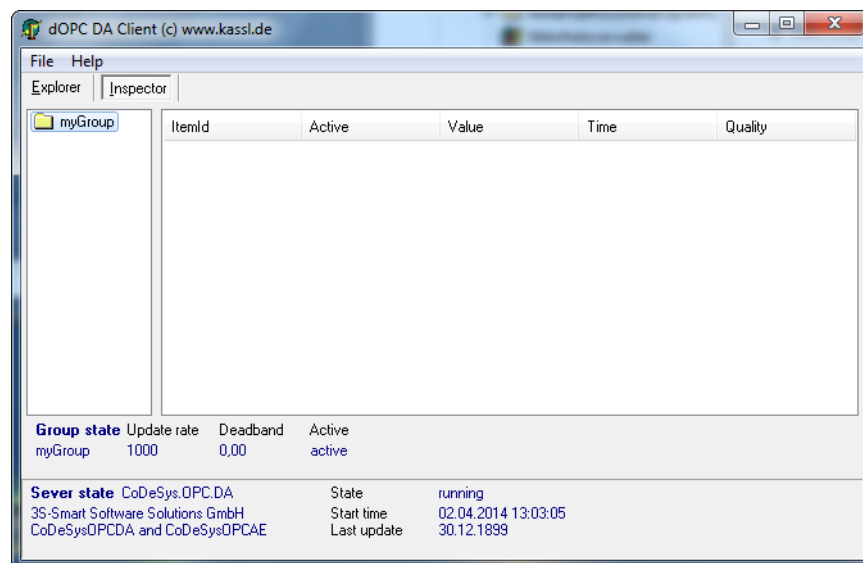 dOPC DA Client (c) www.kassl.de
File Help
Explorer Inspector
myGroup
ItemId Active Value Time Quality
Group state Update rate Deadband Active
myGroup 1000 0,00 active
Sever state CoDeSys.OPC.DA State running
3S-Smart Software Solutions GmbH Start time 02.04.2014 13:03:05
CoDeSysOPCDA and CoDeSysOPCAE Last update 30.12.1899